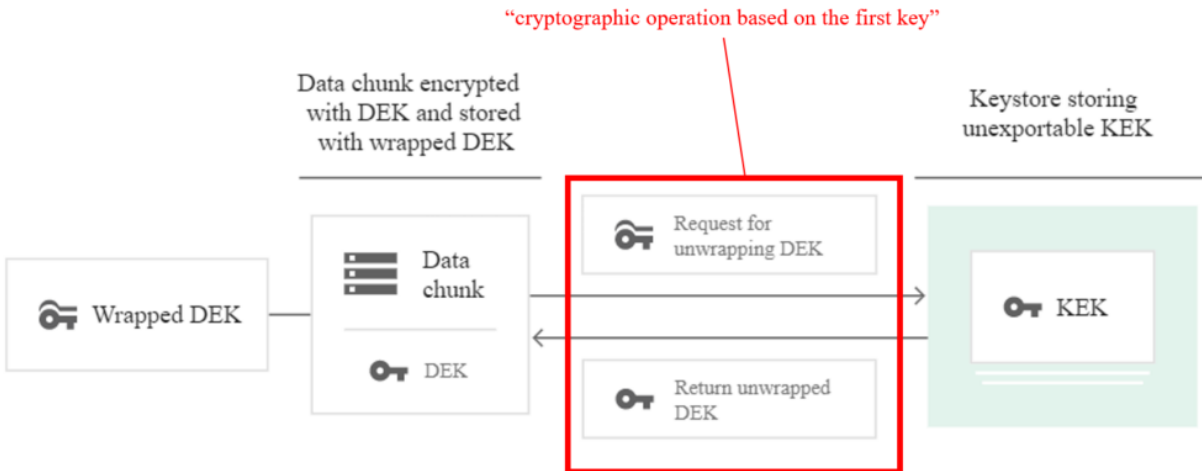 “cryptographic operation based on the first key”
Data chunk encrypted
with DEK and stored
with wrapped DEK
Keystore storing
unexportable KEK
Wrapped DEK
Data
chunk
DEK
Request for
unwrapping DEK
Return unwrapped
DEK
KEK